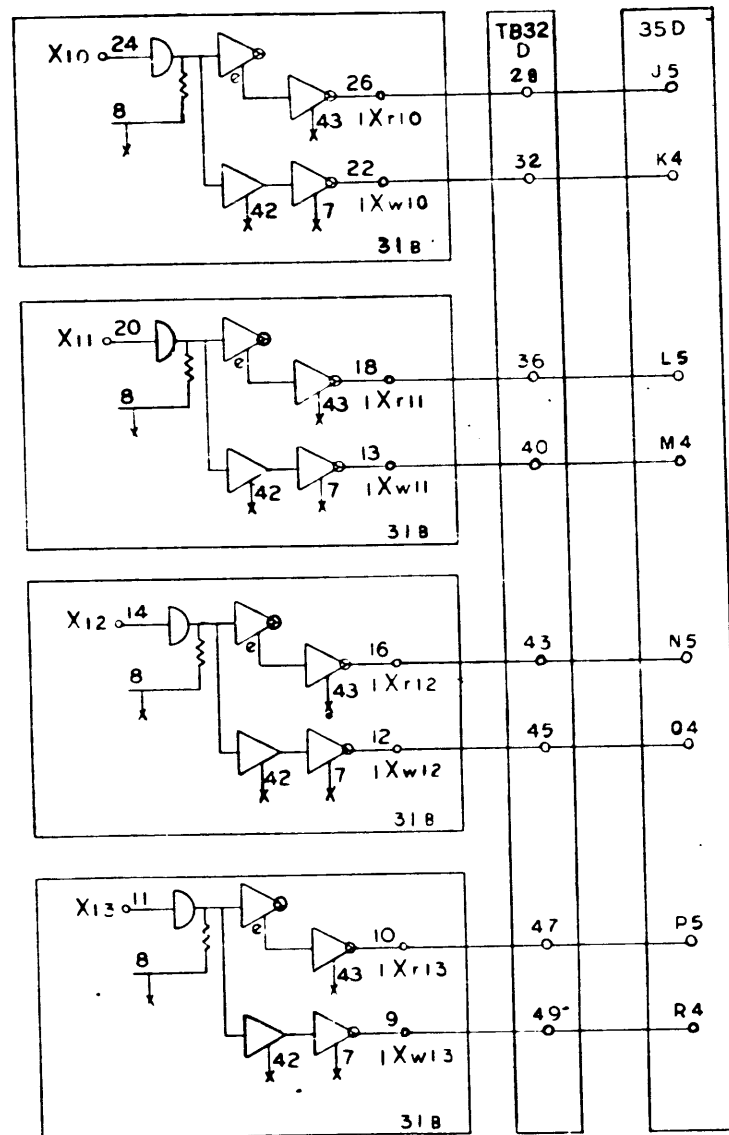 TB32 35D
D
X10 24 28 J5
e 26
8 43 1Xr10
22 32 K4
42 7 1Xw10
31B
X11 20
e 18 36 L5
8 43 1Xr11
13 40 M4
42 7 1Xw11
31B
X12 14
e 16 43 N5
8 43 1Xr12
12 45 Q4
42 7 1Xw12
31B
X13 11
e 10 47 P5
8 43 1Xr13
9 49 R4
42 7 1Xw13
31B